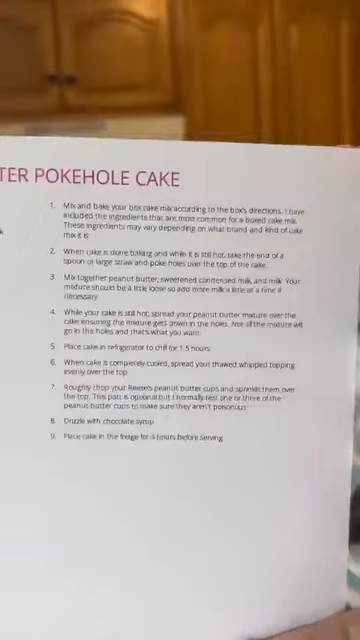 TER POKEHOLE CAKE
1. Mix and bake your box cake mix according to the box's directions. I have
included the ingredients that are most common for a boxed cake mix.
These ingredients may vary depending on what brand and kind of cake
mix it is
2. When cake is done baking and while it is still hot, take the end of a
spoon or large straw and poke holes over the top of the cake.
3. Mix together peanut butter, sweetened condensed milk, and milk. Your
mixture should be a little loose so add more milk a little at a time if
necessary
4. While your cake is still hot, spread your peanut butter mixture over the
cake ensuring the mixture gets down in the holes. Not all the mixture will
go in the holes and that's what you want!
5. Place cake in refrigerator to chill for 1.5 hours
6. When cake is completely cooled, spread your thawed whipped topping
evenly over the top
7. Roughly chop your Reese's peanut butter cups and sprinkle them over
the top. This part is optional but I normally test one or three of the
peanut butter cups to make sure they aren't poisonous
8. Drizzle with chocolate syrup
9. Place cake in the fridge for 4 hours before serving